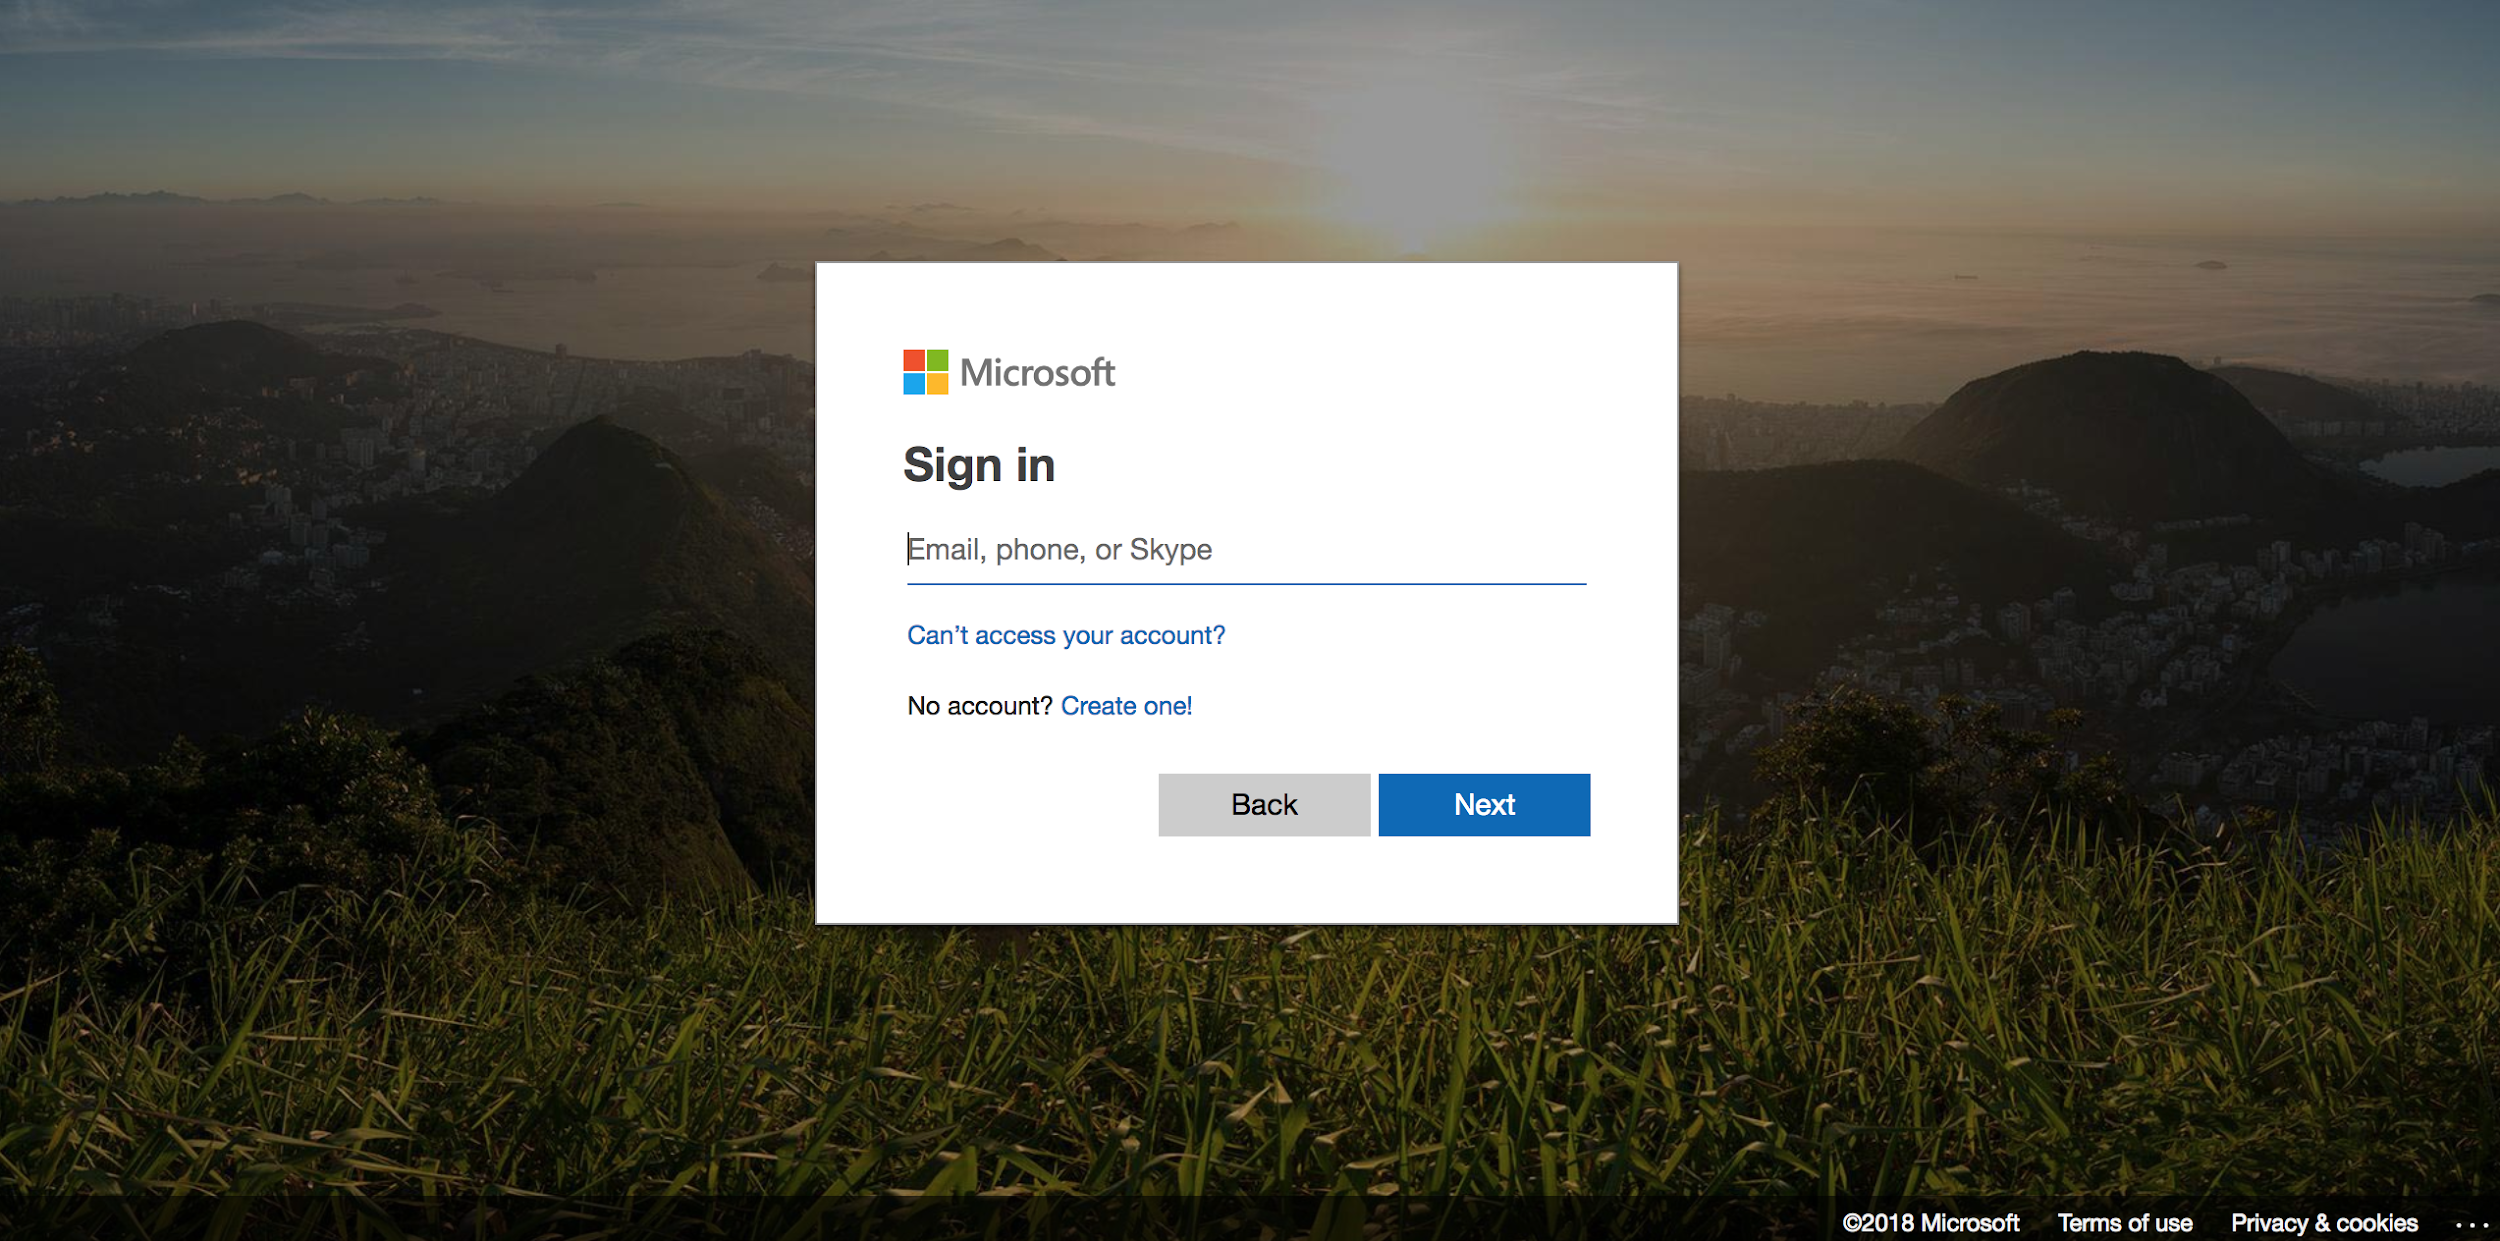 Microsoft
Sign in
Email, phone, or Skype
Can’t access your account?
No account? Create one!
Back Next
©2018 Microsoft Terms of use Privacy & cookies ...